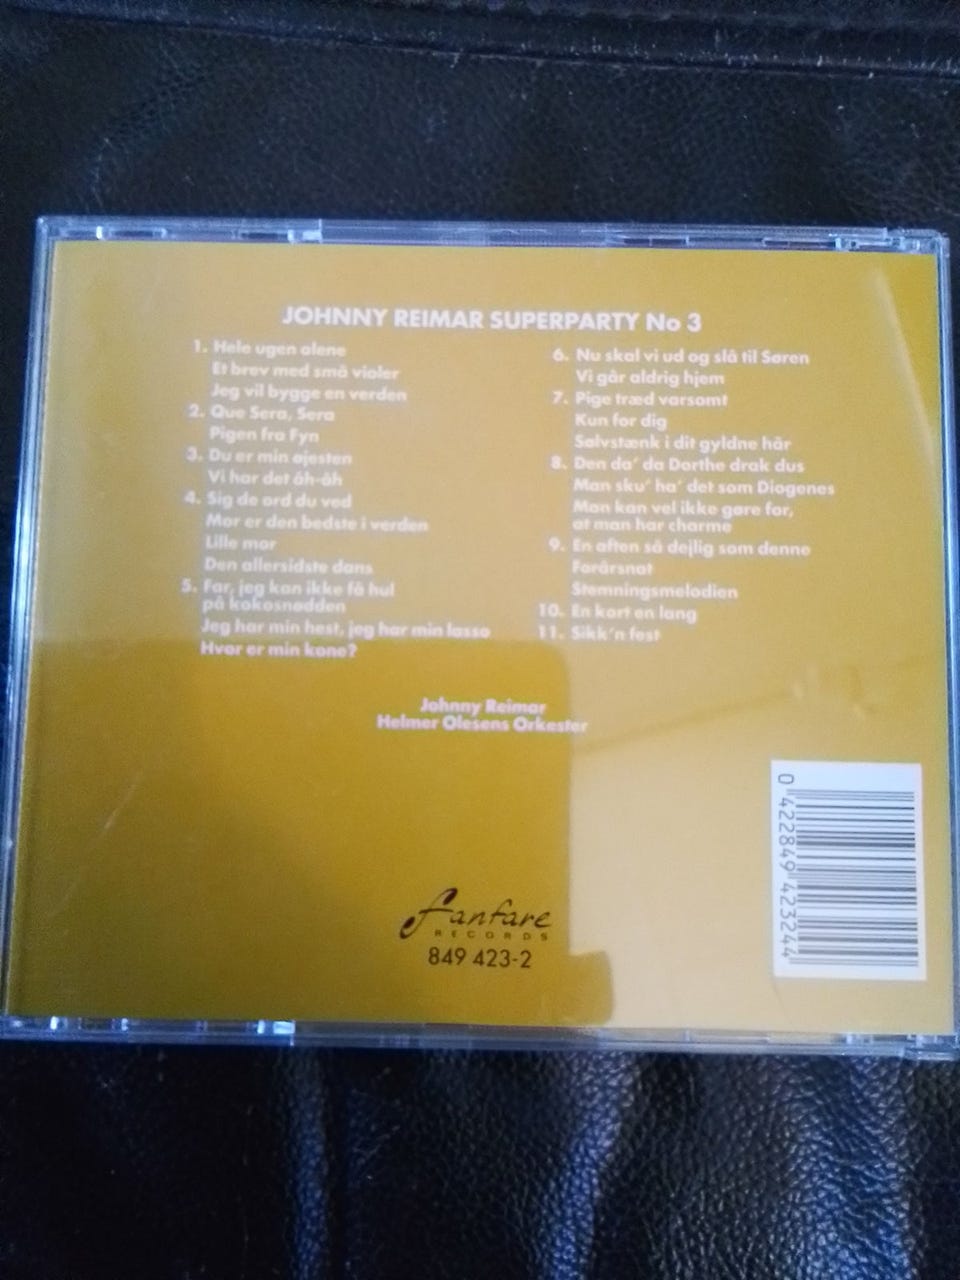 JOHNNY REIMAR SUPERPARTY No 3
1. Hele ugen alene
Et brev med små violer
Jeg vil bygge en verden
2. Que Sera, Sera
Pigen fra Fyn
3. Du er min øjesten
Vi har det åh-åh
4. Sig de ord du ved
Mor er den bedste i verden
Lille mor
Den allersidste dans
5. Far, jeg kan ikke få hul
på kokosnødden
Jeg har min hest, jeg har min lasso
Hvor er min kone?
6. Nu skal vi ud og slå til Søren
Vi går aldrig hjem
7. Pige træd varsomt
Kun for dig
Sølvstænk i dit gyldne hår
8. Den da' da Dorthe drak dus
Man sku' ha' det som Diogenes
Man kan vel ikke gøre for,
at man har charme
9. En aften så dejlig som denne
Forårsnat
Stemningsmelodien
10. En kort en lang
11. Sikk'n fest
Johnny Reimar
Helmer Olesens Orkester
fanfare
RECORDS
849 423-2
0 422849 423244